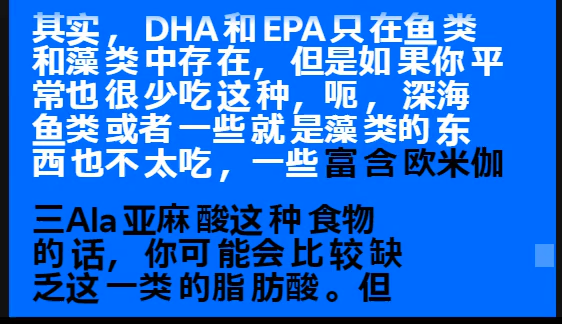 其实，DHA和EPA只在鱼类
和藻类中存在，但是如果你平
常也很少吃这种，呃，深海
鱼类或者一些就是藻类的东
西也不太吃，一些富含欧米伽
三Ala亚麻酸这种食物
的话，你可能会比较缺
乏这一类的脂肪酸。但